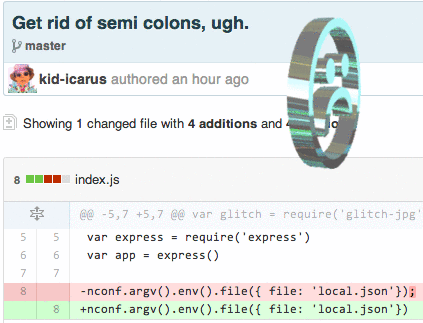 Get rid of semi colons, ugh.
master
kid-icarus authored an hour ago
Showing 1 changed file with 4 additions and
8 index.js
@@ -5,7 +5,7 @@ var glitch = require('glitch-jpg'
5 5 var express = require('express')
6 6 var app = express()
7 7
8 -nconf.argv().env().file({ file: 'local.json'});
8 +nconf.argv().env().file({ file: 'local.json'})